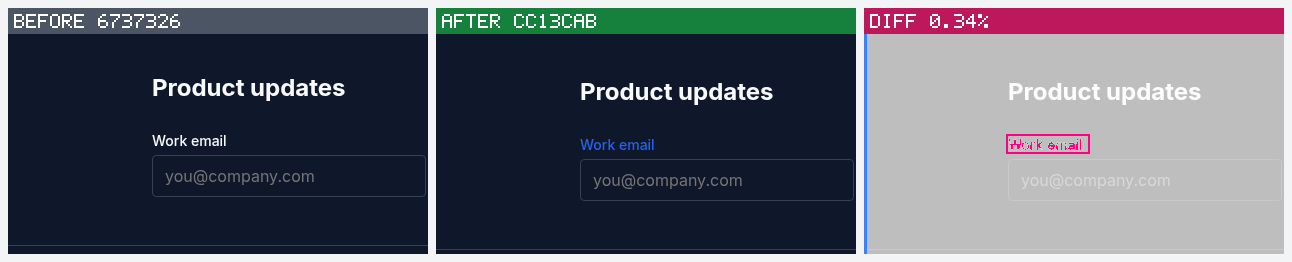 BEFORE 6737326
Product updates
Work email
you@company.com
AFTER CC13CAB
Product updates
Work email
you@company.com
DIFF 0.34%
Product updates
Work email
you@company.com